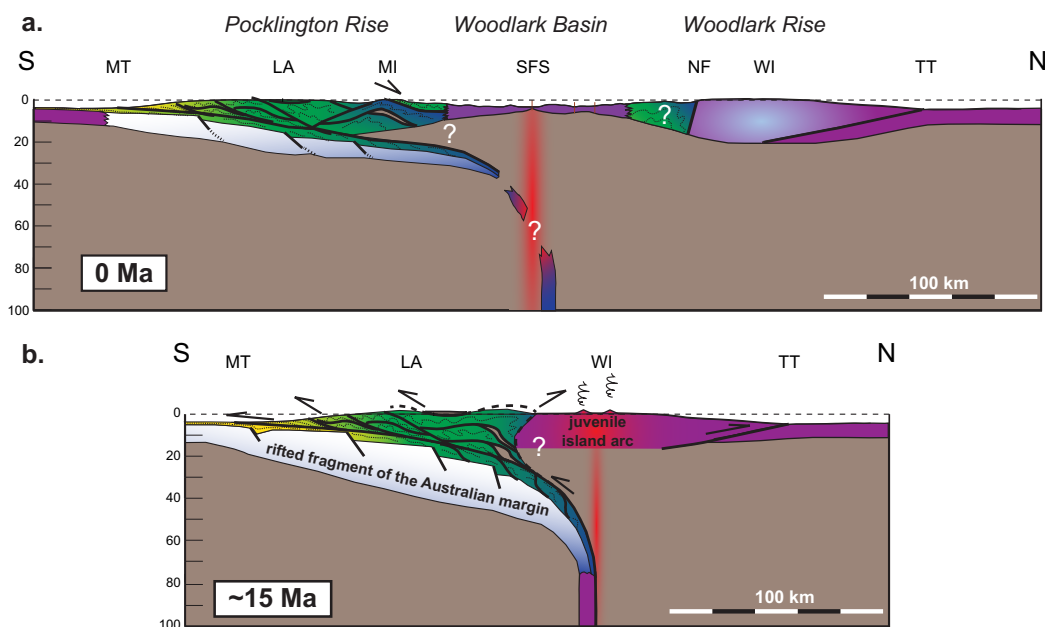 a.
Pocklington Rise Woodlark Basin Woodlark Rise
S MT LA MI SFS NF WI TT N
0
20
40
60
80
100
?
?
?
0 Ma
100 km
b.
S MT LA WI TT N
0
20
40
60
80
100
juvenile
island arc
?
rifted fragment of the Australian margin
~15 Ma
100 km